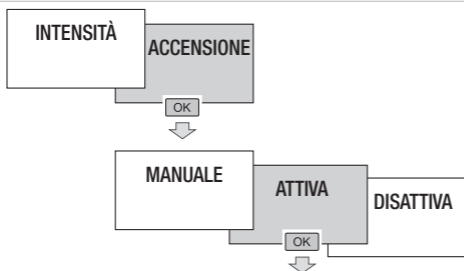 INTENSITÀ
ACCENSIONE
OK
MANUALE
ATTIVA
DISATTIVA
OK